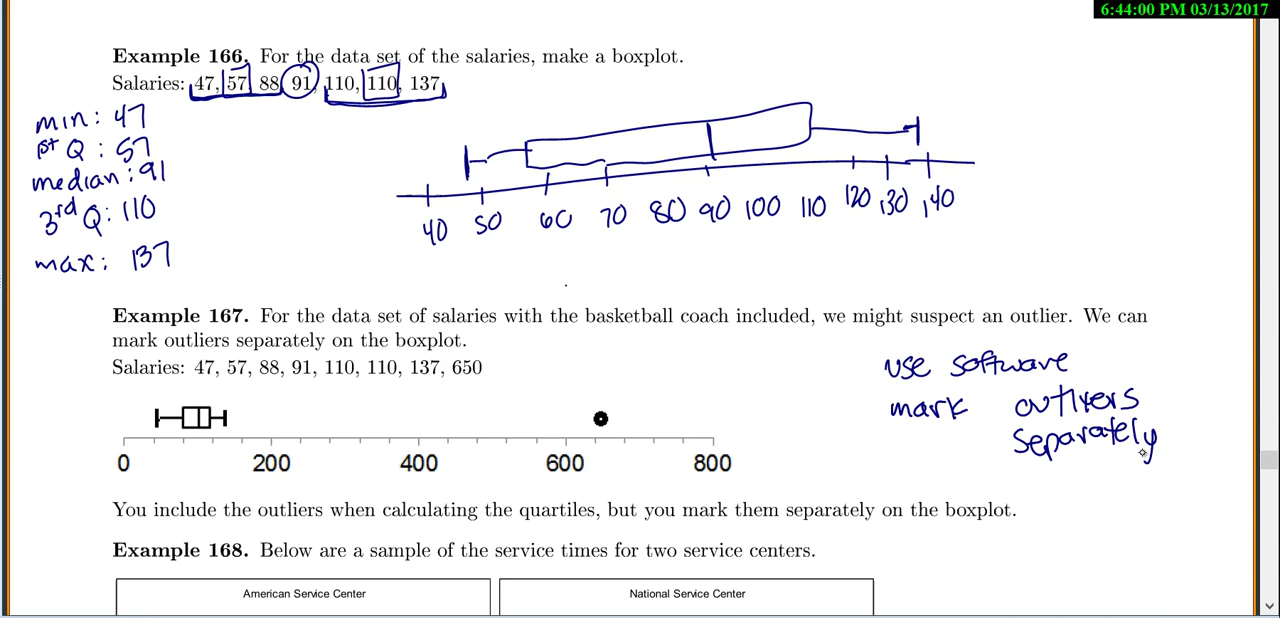 6:44:00 PM 03/13/2017
Example 166. For the data set of the salaries, make a boxplot.
Salaries: 47, 57, 88, 91, 110, 110, 137
min: 47
1st Q: 57
median: 91
3rd Q: 110
max: 137
40 50 60 70 80 90 100 110 120 130 140
Example 167. For the data set of salaries with the basketball coach included, we might suspect an outlier. We can
mark outliers separately on the boxplot.
Salaries: 47, 57, 88, 91, 110, 110, 137, 650
use software
mark outliers
separately
0 200 400 600 800
You include the outliers when calculating the quartiles, but you mark them separately on the boxplot.
Example 168. Below are a sample of the service times for two service centers.
American Service Center
National Service Center